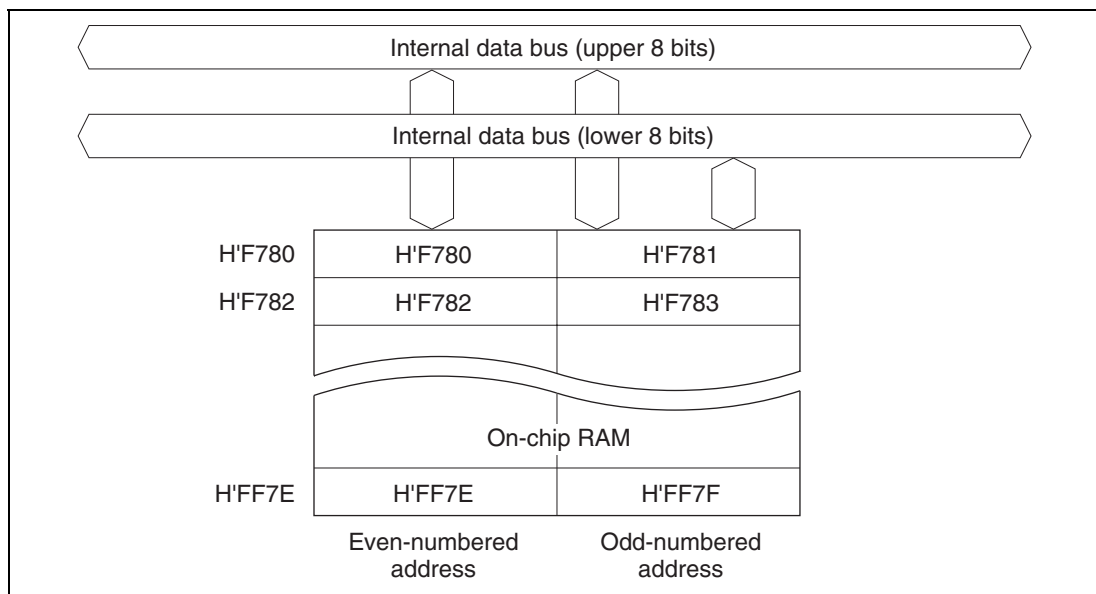 Internal data bus (upper 8 bits)
Internal data bus (lower 8 bits)
H'F780 H'F780 H'F781
H'F782 H'F782 H'F783
On-chip RAM
H'FF7E H'FF7E H'FF7F
Even-numbered address
Odd-numbered address